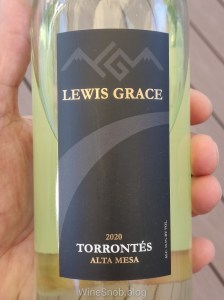 LEWIS GRACE
2020
TORRONTÉS
ALTA MESA
WineSnob.blog